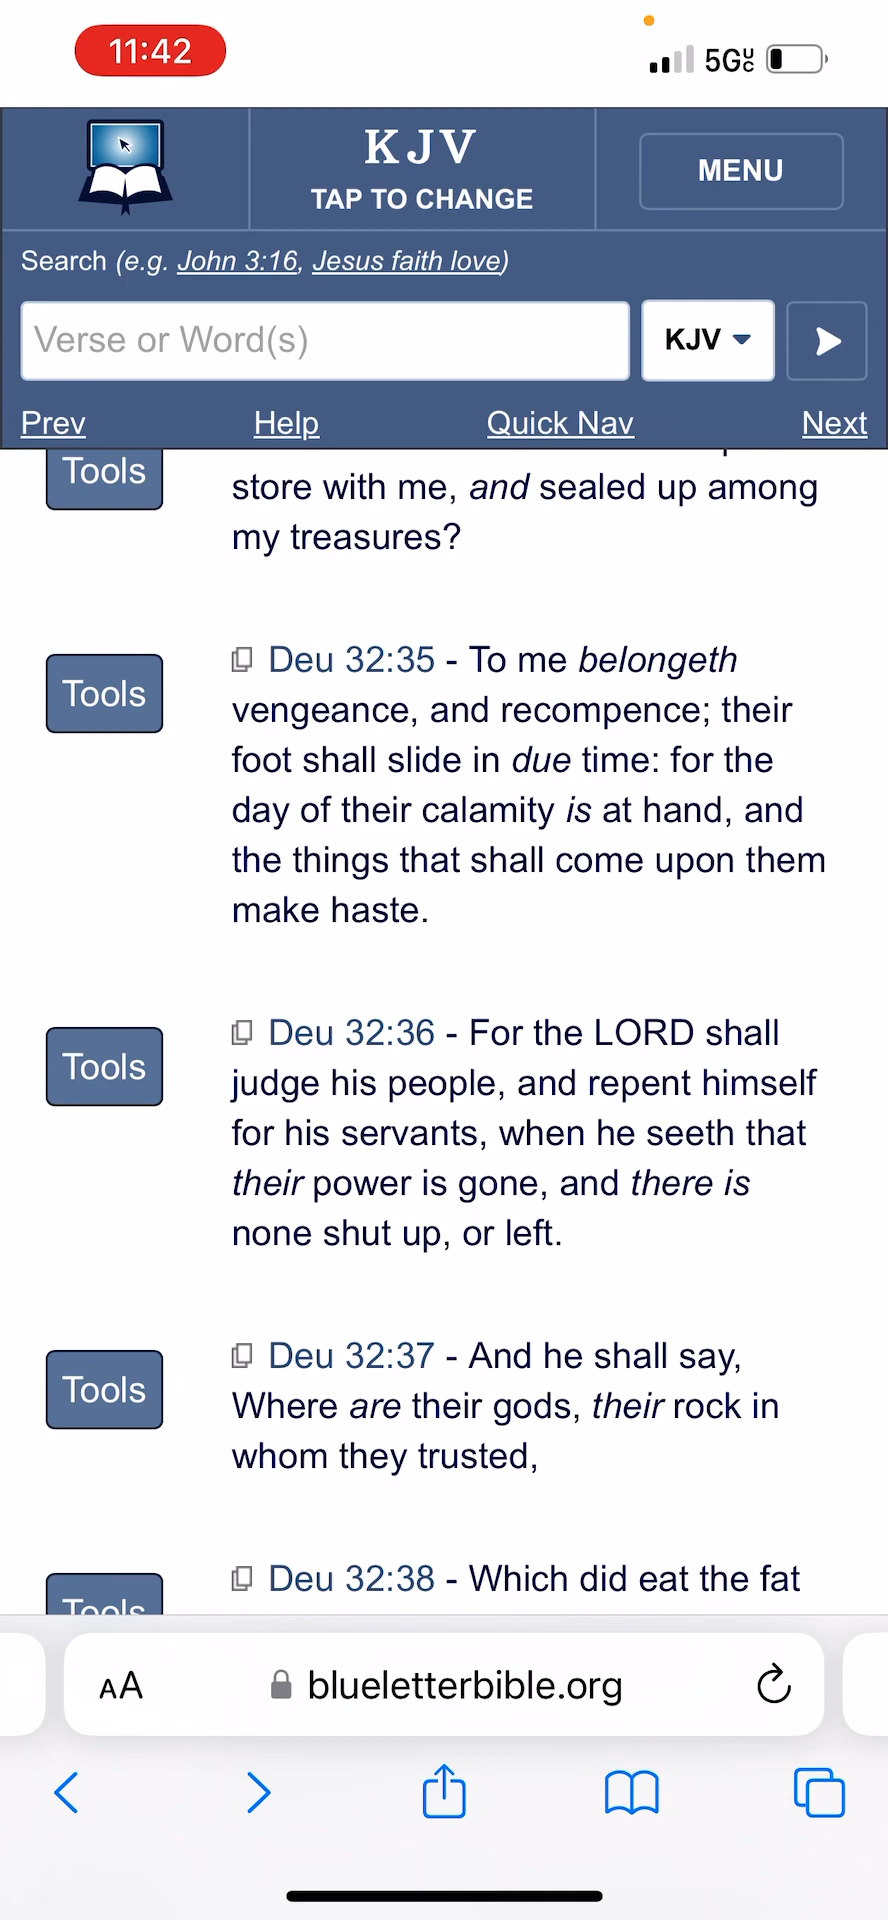 11:42
5GUC
KJV
TAP TO CHANGE
MENU
Search (e.g. John 3:16, Jesus faith love)
Verse or Word(s)
KJV
Prev
Help
Quick Nav
Next
Tools
store with me, and sealed up among
my treasures?
Tools
Deu 32:35 - To me belongeth
vengeance, and recompence; their
foot shall slide in due time: for the
day of their calamity is at hand, and
the things that shall come upon them
make haste.
Tools
Deu 32:36 - For the LORD shall
judge his people, and repent himself
for his servants, when he seeth that
their power is gone, and there is
none shut up, or left.
Tools
Deu 32:37 - And he shall say,
Where are their gods, their rock in
whom they trusted,
Tools
Deu 32:38 - Which did eat the fat
AA
blueletterbible.org